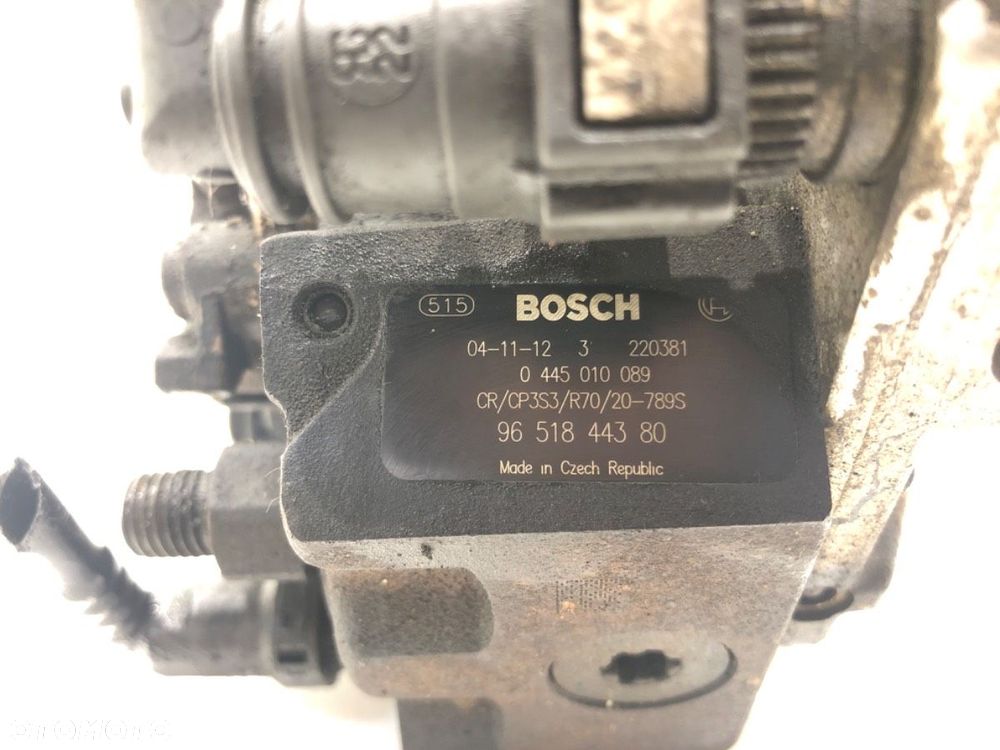 515 BOSCH
04-11-12 3 220381
0 445 010 089
CR/CP3S3/R70/20-789S
96 518 443 80
Made in Czech Republic
OTOMOTO